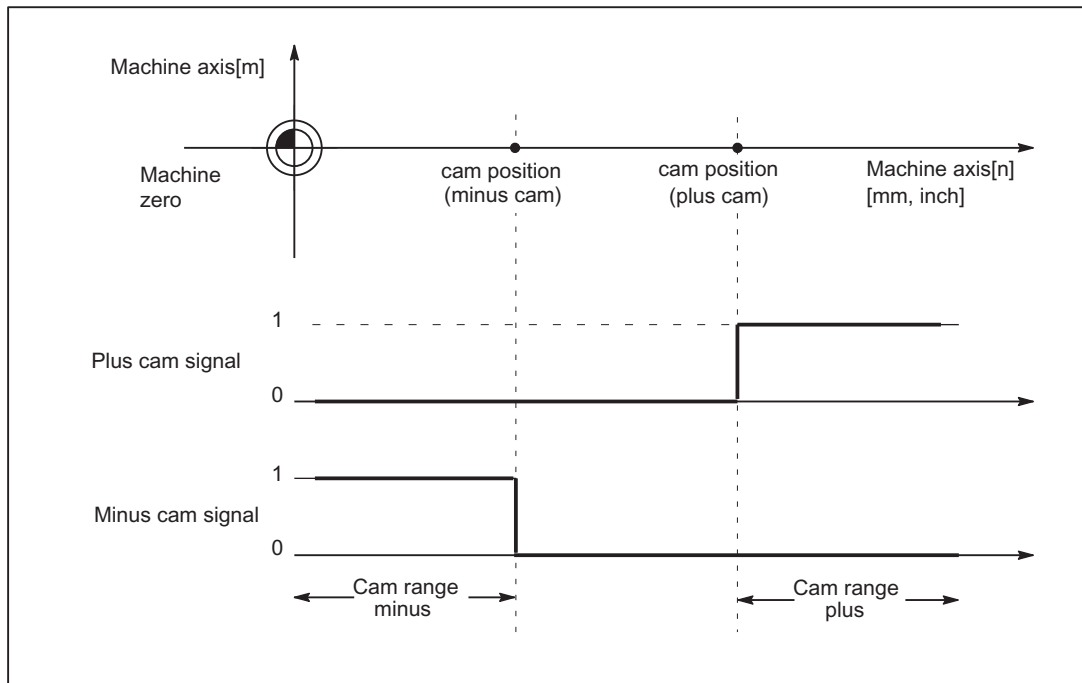 Machine axis[m]
Machine
zero
cam position
(minus cam)
cam position
(plus cam)
Machine axis[n]
[mm, inch]
1
Plus cam signal
0
1
Minus cam signal
0
Cam range
minus
Cam range
plus